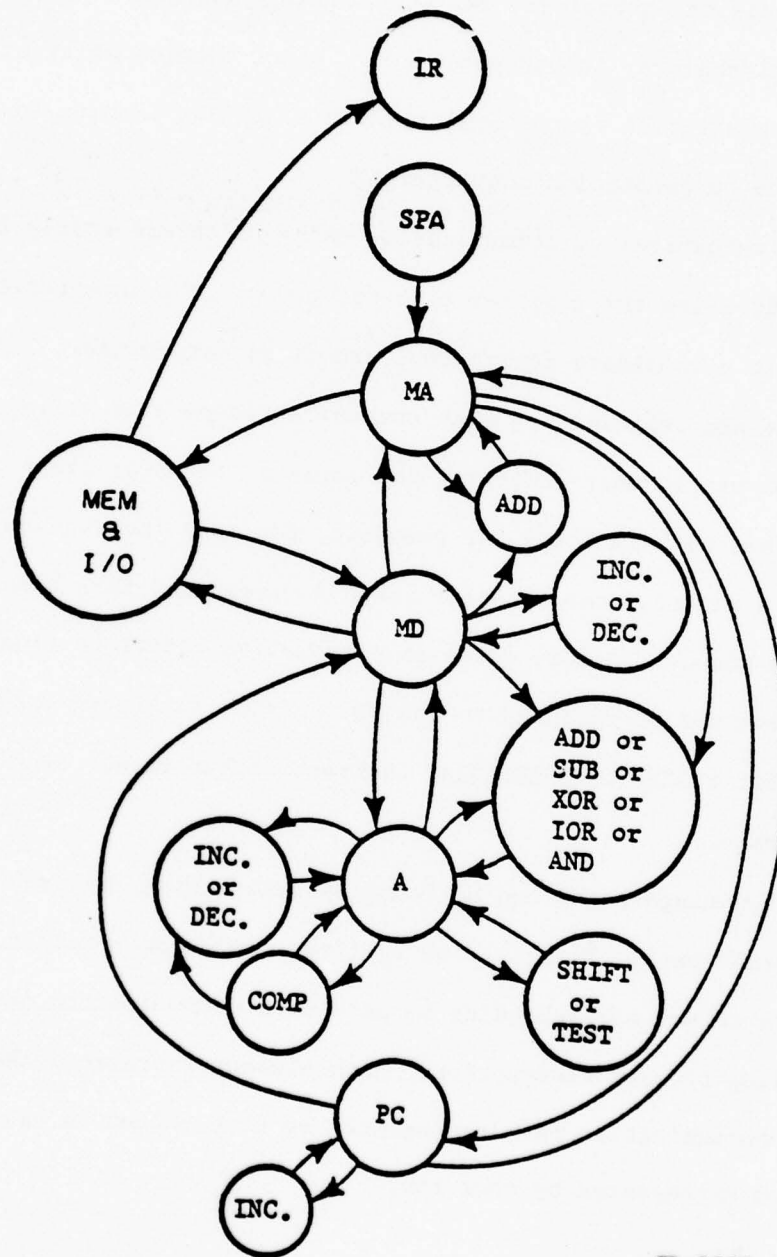 IR
SPA
MA
MEM
&
I/O
ADD
INC.
or
DEC.
MD
ADD or
SUB or
XOR or
IOR or
AND
INC.
or
DEC.
A
COMP
SHIFT
or
TEST
PC
INC.